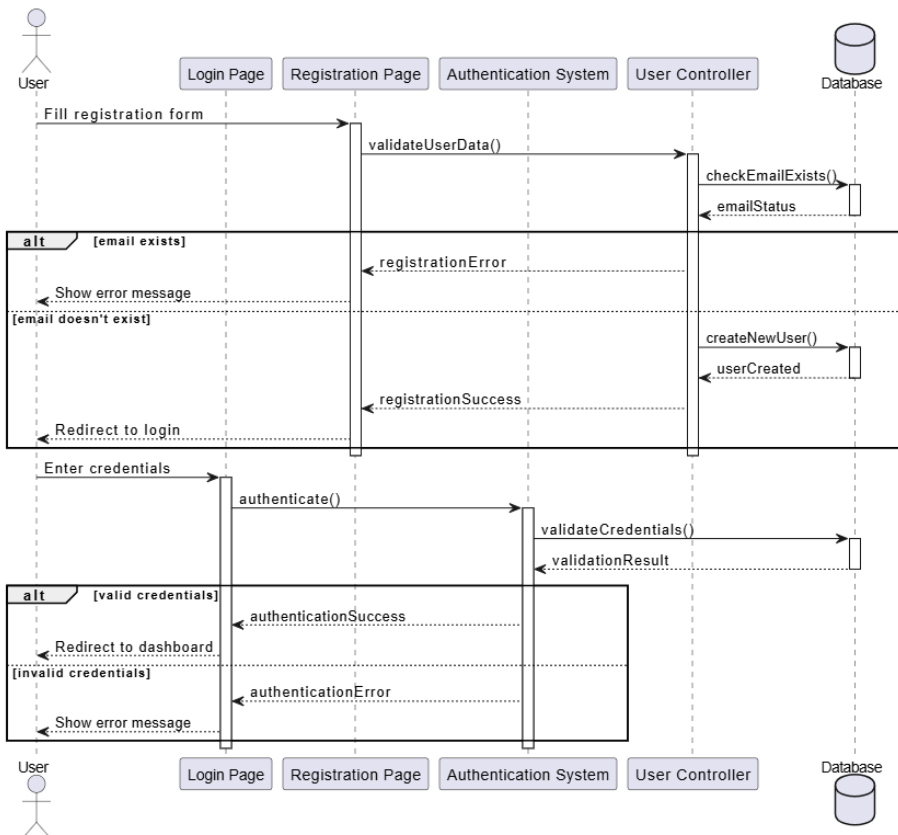 User
Login Page
Registration Page
Authentication System
User Controller
Database
Fill registration form
validateUserData()
checkEmailExists()
emailStatus
alt
[email exists]
registrationError
Show error message
[email doesn't exist]
createNewUser()
userCreated
registrationSuccess
Redirect to login
Enter credentials
authenticate()
validateCredentials()
validationResult
alt
[valid credentials]
authenticationSuccess
Redirect to dashboard
[invalid credentials]
authenticationError
Show error message
User
Login Page
Registration Page
Authentication System
User Controller
Database